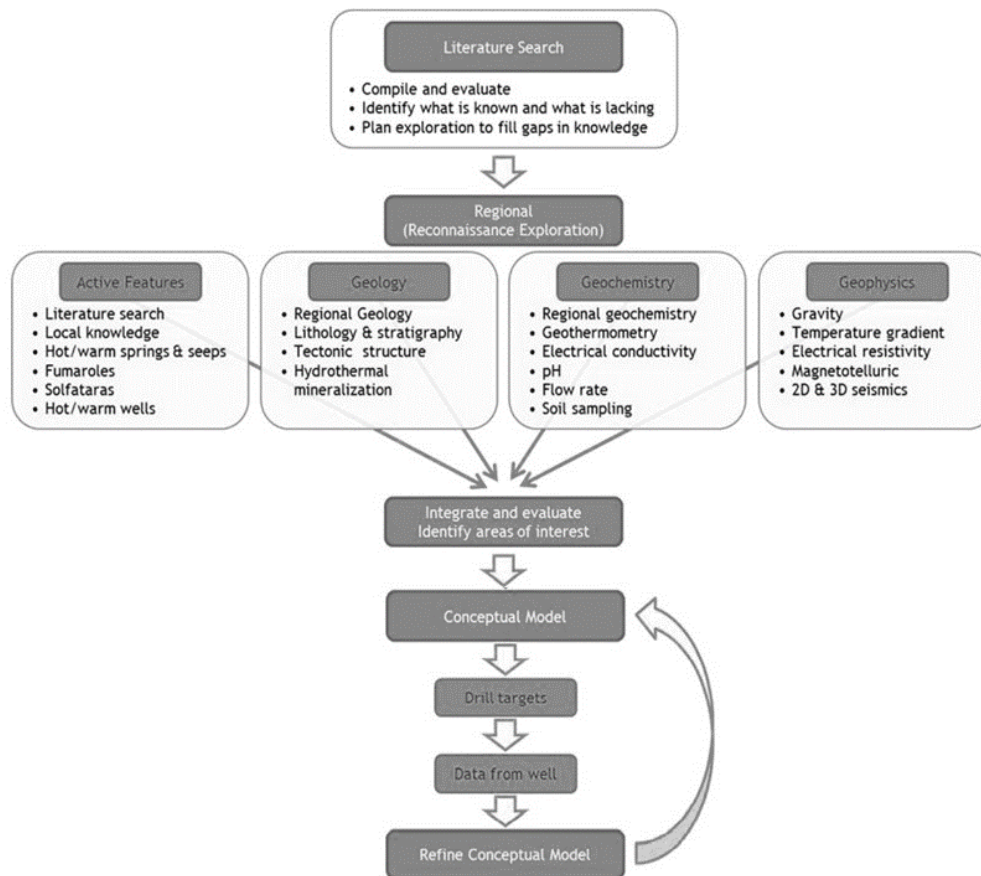 Literature Search
• Compile and evaluate
• Identify what is known and what is lacking
• Plan exploration to fill gaps in knowledge
Regional
(Reconnaissance Exploration)
Active Features
• Literature search
• Local knowledge
• Hot/warm springs & seeps
• Fumaroles
• Solfataras
• Hot/warm wells
Geology
• Regional Geology
• Lithology & stratigraphy
• Tectonic structure
• Hydrothermal
mineralization
Geochemistry
• Regional geochemistry
• Geothermometry
• Electrical conductivity
• pH
• Flow rate
• Soil sampling
Geophysics
• Gravity
• Temperature gradient
• Electrical resistivity
• Magnetotelluric
• 2D & 3D seismics
Integrate and evaluate
Identify areas of interest
Conceptual Model
Drill targets
Data from well
Refine Conceptual Model